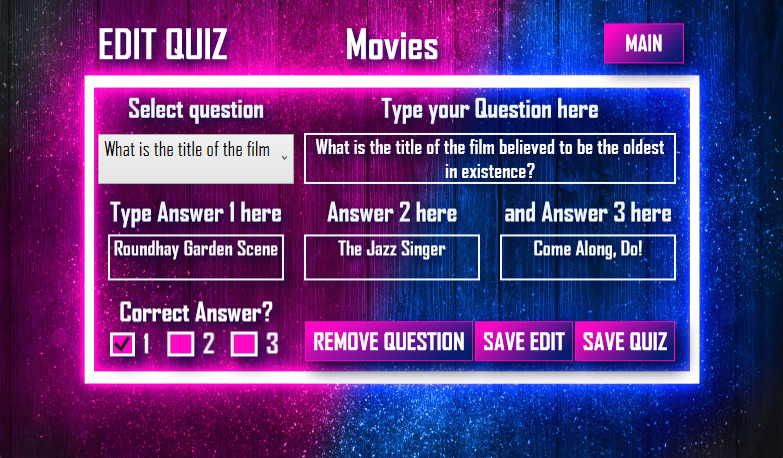 EDIT QUIZ Movies MAIN
Select question Type your Question here
What is the title of the film What is the title of the film believed to be the oldest
in existence?
Type Answer 1 here Answer 2 here and Answer 3 here
Roundhay Garden Scene The Jazz Singer Come Along, Do!
Correct Answer?
1 2 3 REMOVE QUESTION SAVE EDIT SAVE QUIZ